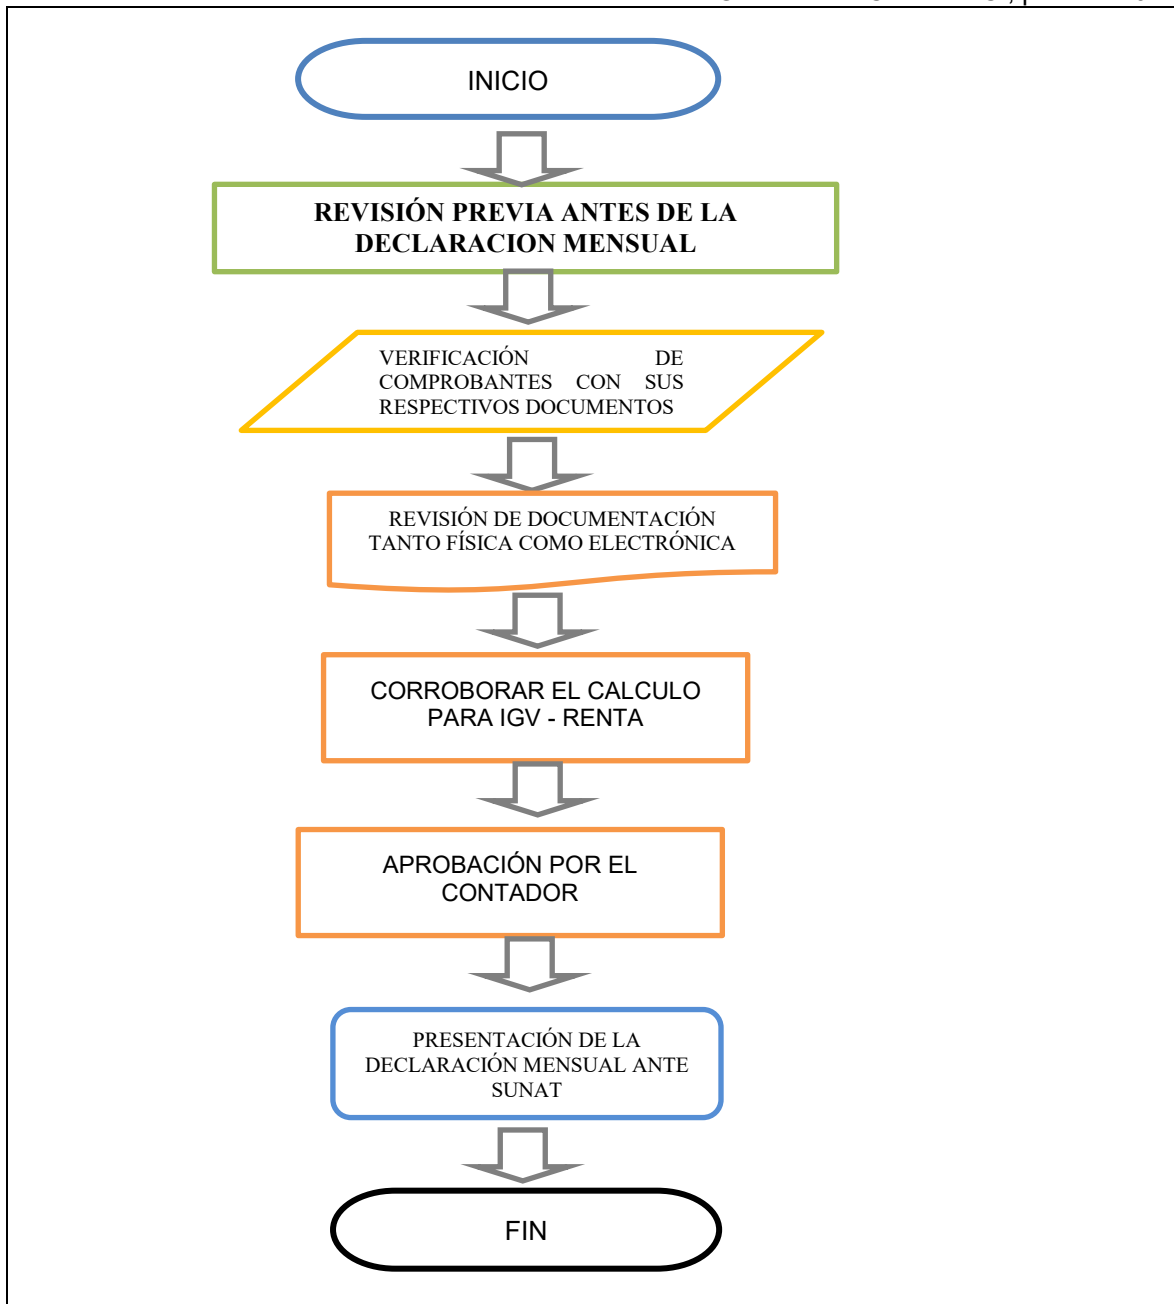 INICIO
REVISIÓN PREVIA ANTES DE LA
DECLARACION MENSUAL
VERIFICACIÓN DE
COMPROBANTES CON SUS
RESPECTIVOS DOCUMENTOS
REVISIÓN DE DOCUMENTACIÓN
TANTO FÍSICA COMO ELECTRÓNICA
CORROBORAR EL CALCULO
PARA IGV - RENTA
APROBACIÓN POR EL
CONTADOR
PRESENTACIÓN DE LA
DECLARACIÓN MENSUAL ANTE
SUNAT
FIN